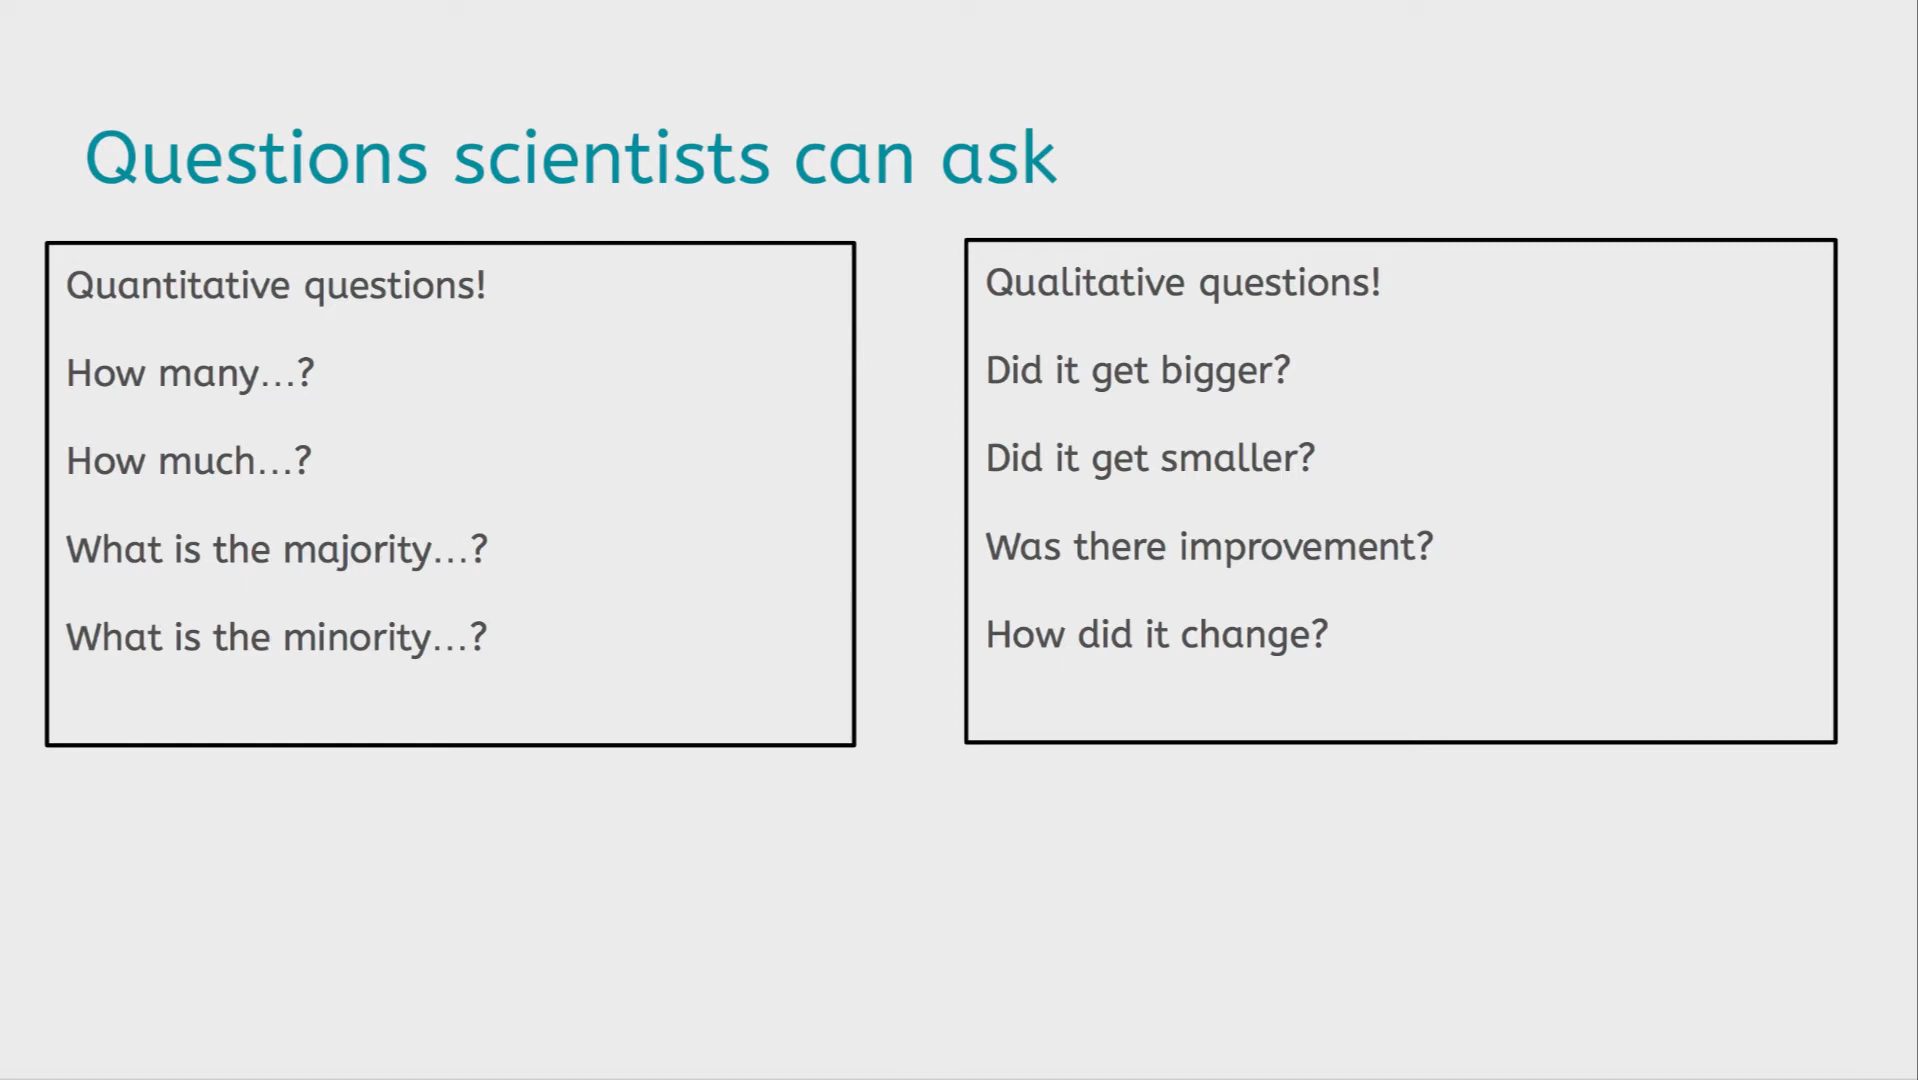 Questions scientists can ask
Quantitative questions!
How many...?
How much...?
What is the majority...?
What is the minority...?
Qualitative questions!
Did it get bigger?
Did it get smaller?
Was there improvement?
How did it change?